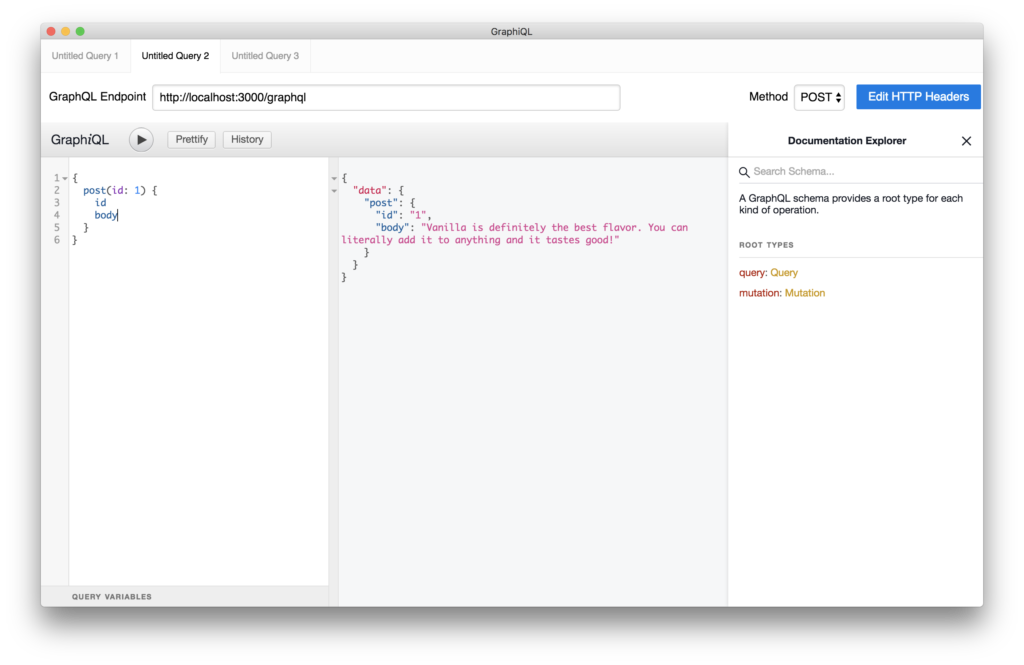 GraphiQL
Untitled Query 1 Untitled Query 2 Untitled Query 3
GraphQL Endpoint http://localhost:3000/graphql Method POST Edit HTTP Headers
GraphiQL Prettify History
1 {
2 post(id: 1) {
3 id
4 body
5 }
6 }
QUERY VARIABLES
{
"data": {
"post": {
"id": "1",
"body": "Vanilla is definitely the best flavor. You can
literally add it to anything and it tastes good!"
}
}
}
Documentation Explorer
Search Schema...
A GraphQL schema provides a root type for each
kind of operation.
ROOT TYPES
query: Query
mutation: Mutation